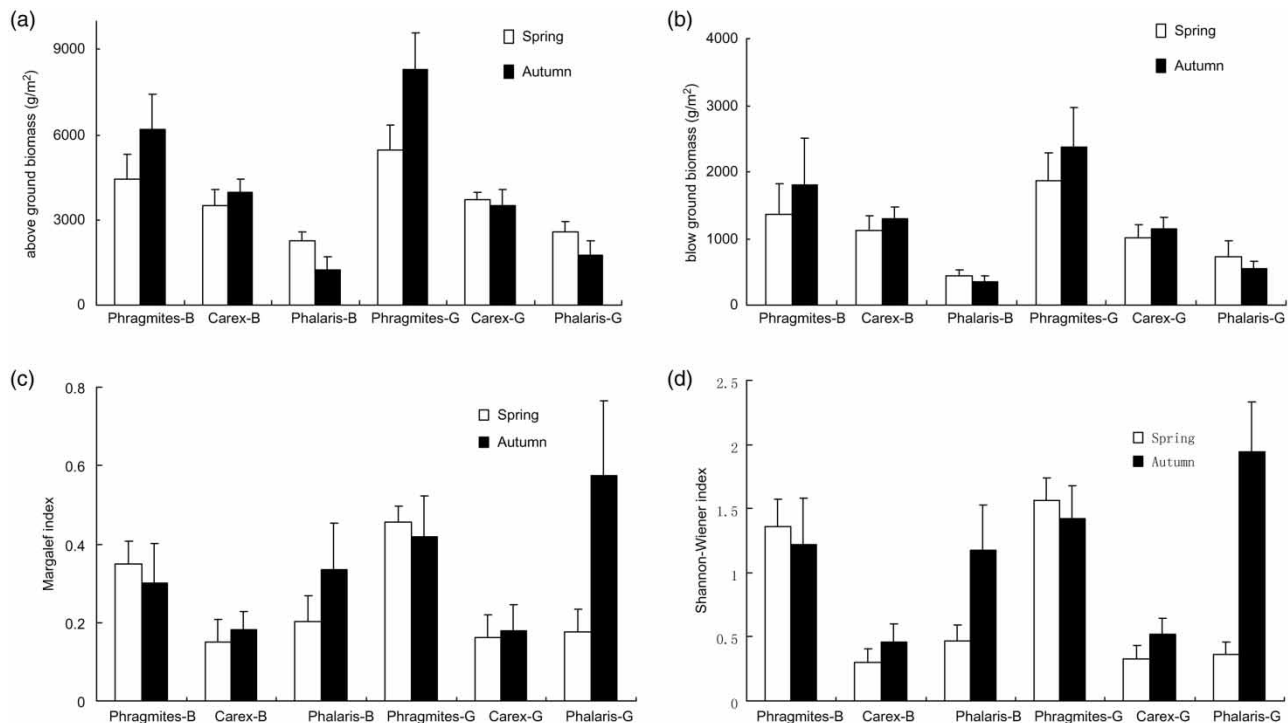 (a)
9000
6000
3000
0
above ground biomass (g/m²)
Spring
Autumn
Phragmites-B Carex-B Phalaris-B Phragmites-G Carex-G Phalaris-G
(b)
4000
3000
2000
1000
0
blow ground biomass (g/m²)
Spring
Autumn
Phragmites-B Carex-B Phalaris-B Phragmites-G Carex-G Phalaris-G
(c)
0.8
0.6
0.4
0.2
0
Margalef index
Spring
Autumn
Phragmites-B Carex-B Phalaris-B Phragmites-G Carex-G Phalaris-G
(d)
2.5
2
1.5
1
0.5
0
Shannon-Wiener index
Spring
Autumn
Phragmites-B Carex-B Phalaris-B Phragmites-G Carex-G Phalaris-G